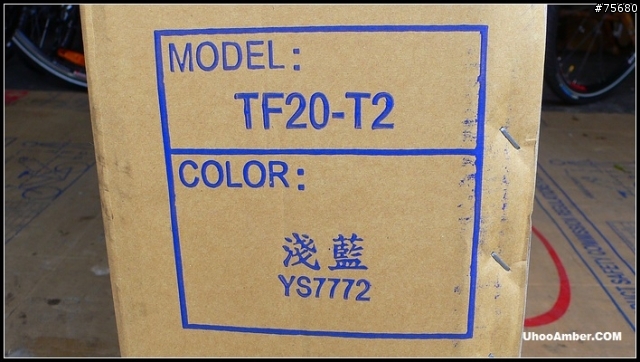 #75680
MODEL:
TF20-T2
COLOR:
淺藍
YS7772
UhooAmber.COM